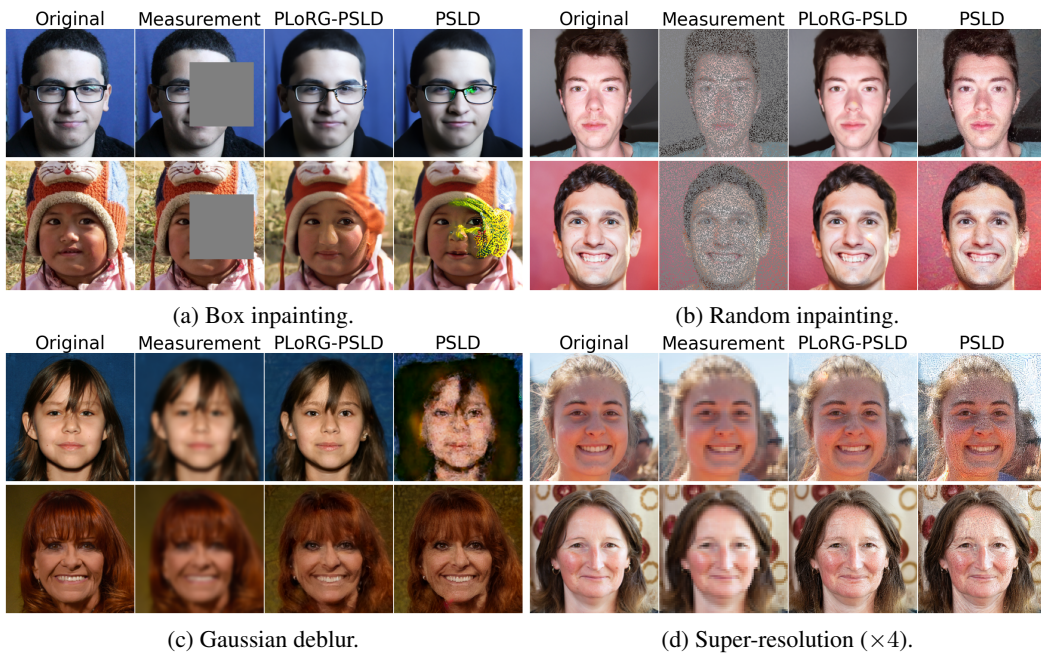 Original Measurement PLoRG-PSLD PSLD
Original Measurement PLoRG-PSLD PSLD
(a) Box inpainting.
(b) Random inpainting.
Original Measurement PLoRG-PSLD PSLD
Original Measurement PLoRG-PSLD PSLD
(c) Gaussian deblur.
(d) Super-resolution (×4).